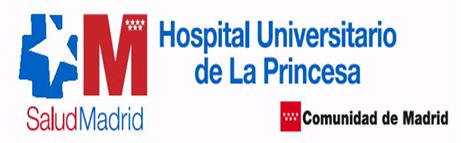 M
Hospital Universitario
de La Princesa
SaludMadrid
Comunidad de Madrid